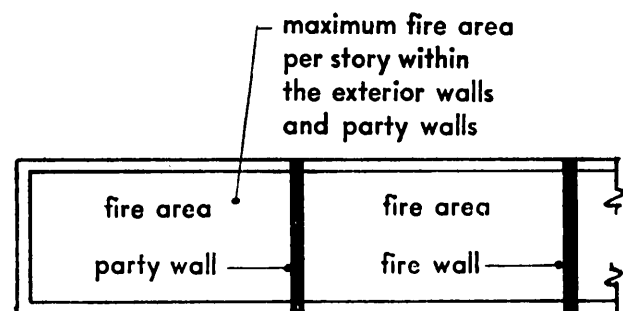 maximum fire area
per story within
the exterior walls
and party walls
fire area
fire area
party wall
fire wall